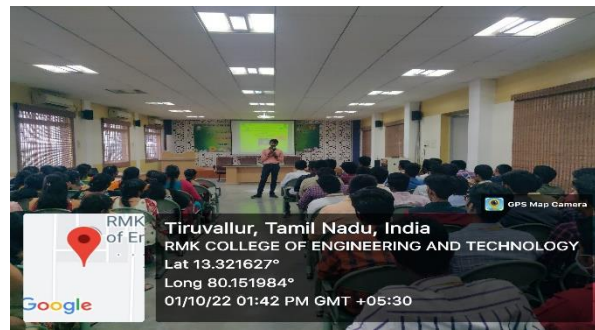 GPS Map Camera
RMK
of Er
Google
Tiruvallur, Tamil Nadu, India
RMK COLLEGE OF ENGINEERING AND TECHNOLOGY
Lat 13.321627°
Long 80.151984°
01/10/22 01:42 PM GMT +05:30